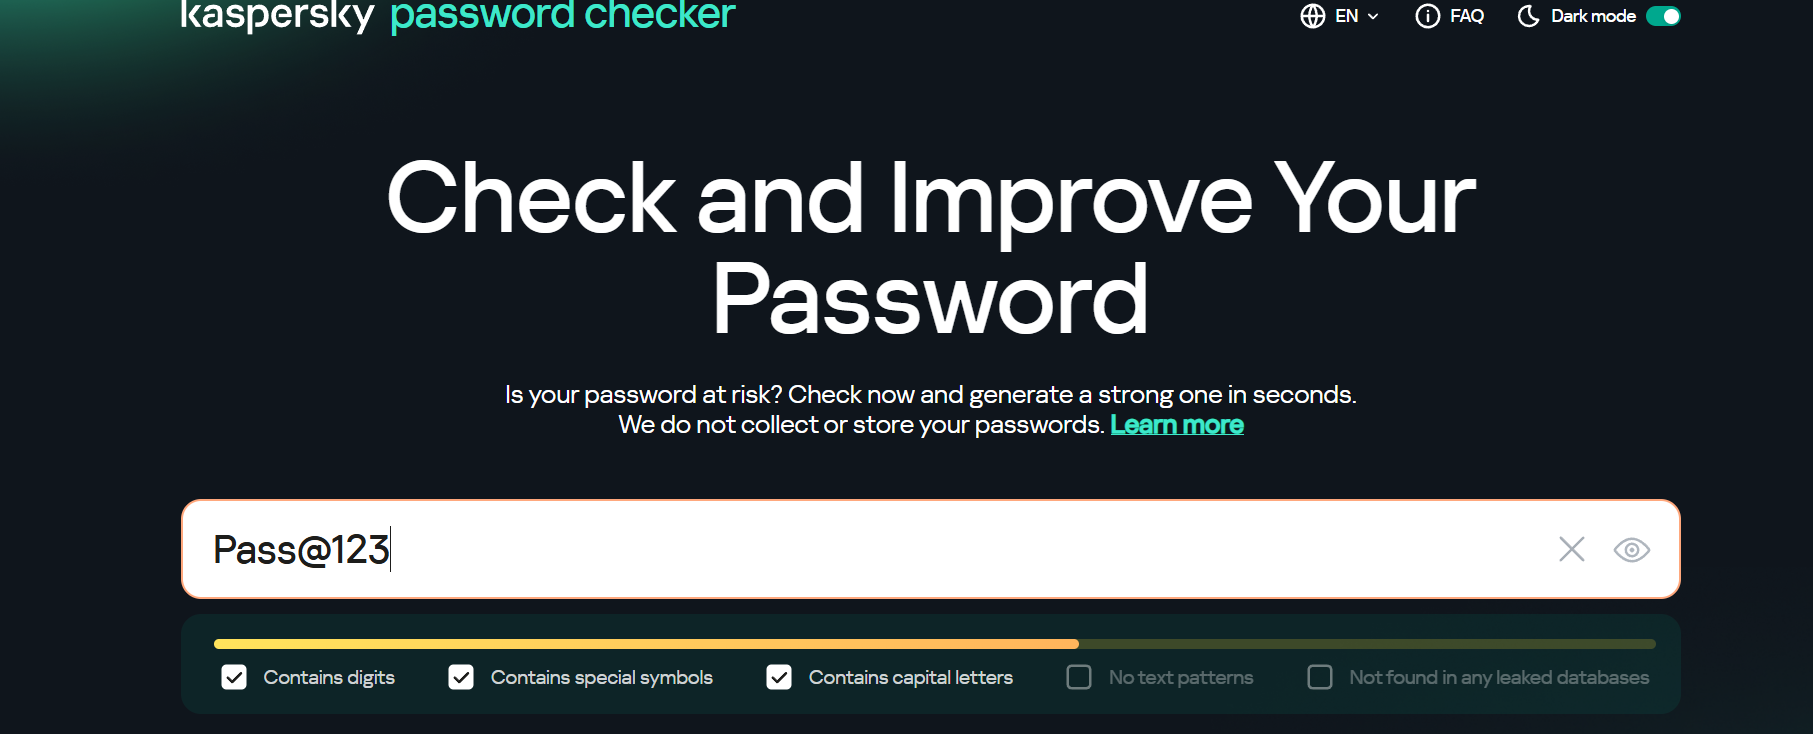 kaspersky password checker
EN
FAQ
Dark mode
Check and Improve Your
Password
Is your password at risk? Check now and generate a strong one in seconds.
We do not collect or store your passwords. Learn more
Pass@123
Contains digits
Contains special symbols
Contains capital letters
No text patterns
Not found in any leaked databases